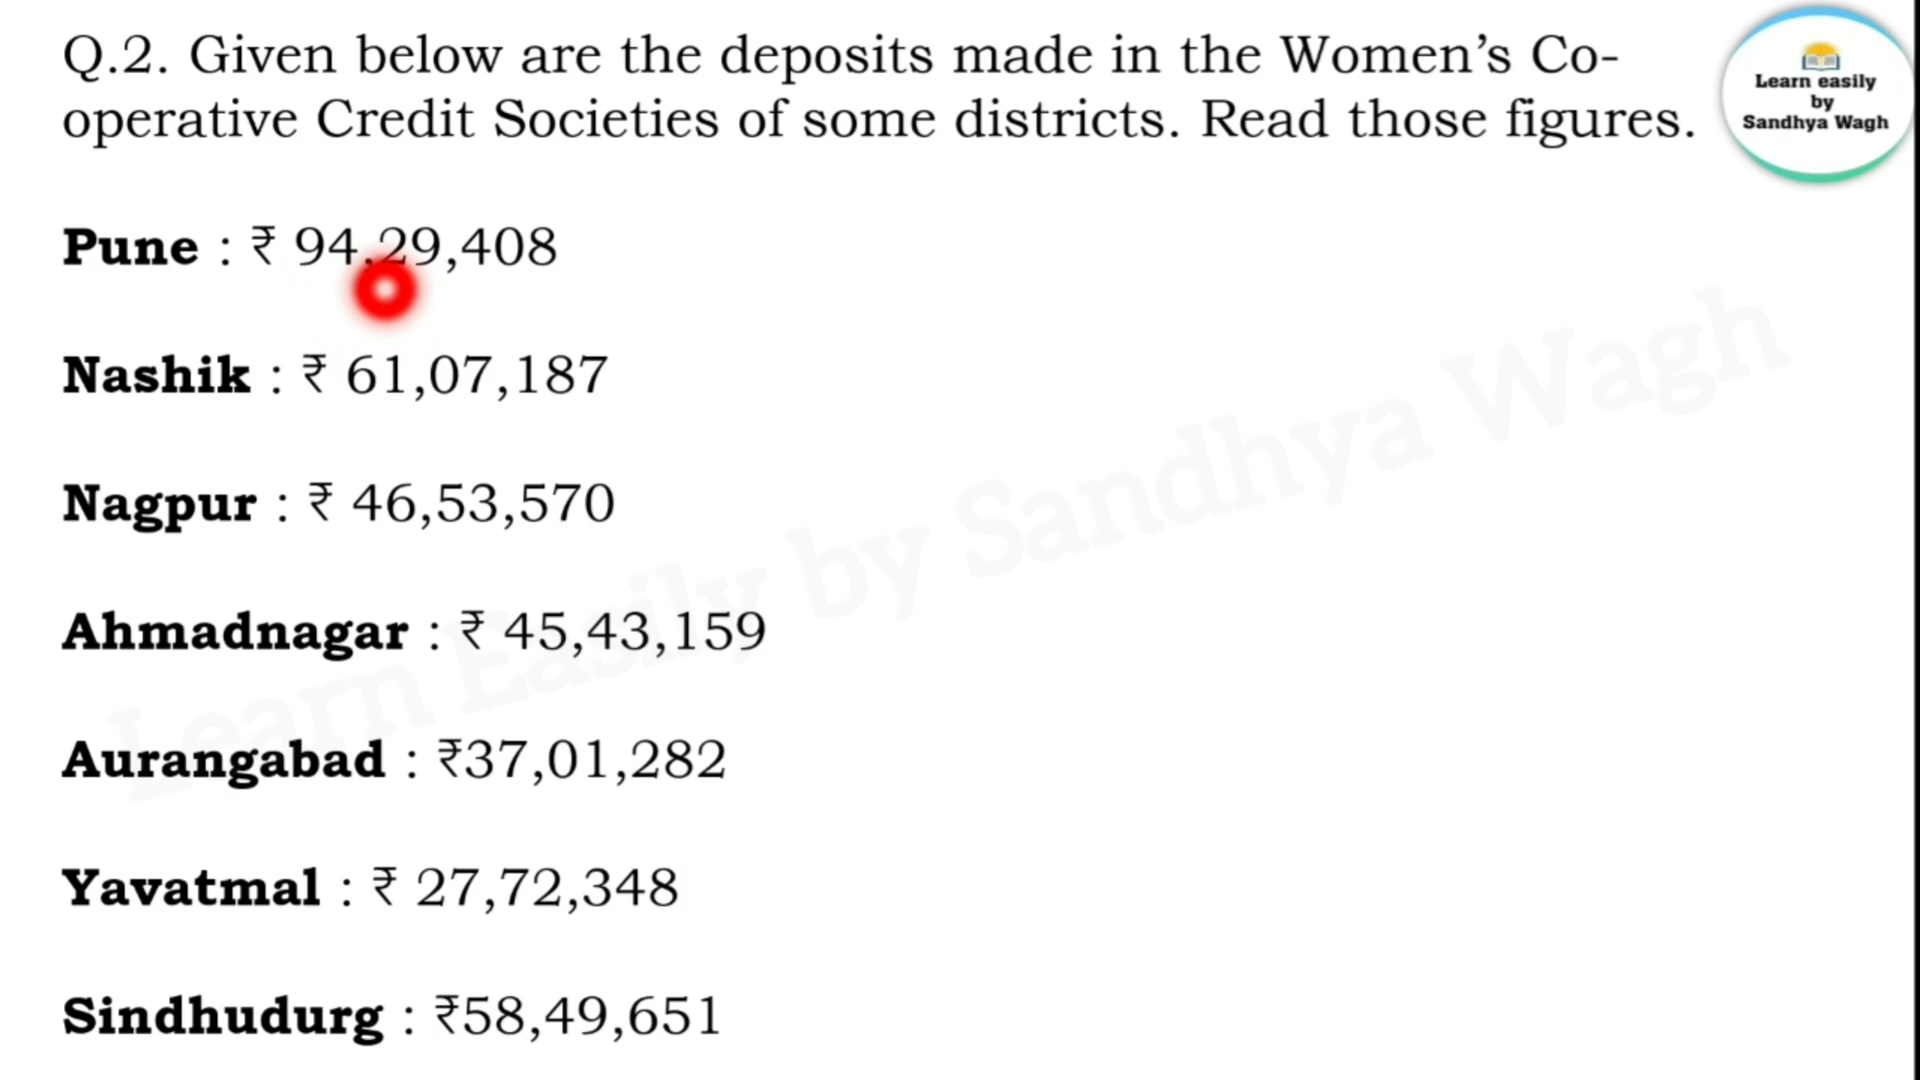 Q.2. Given below are the deposits made in the Women’s Co-
operative Credit Societies of some districts. Read those figures.
Learn easily
by
Sandhya Wagh
Pune : ₹ 94,29,408
Nashik : ₹ 61,07,187
Nagpur : ₹ 46,53,570
Ahmadnagar : ₹ 45,43,159
Aurangabad : ₹37,01,282
Yavatmal : ₹ 27,72,348
Sindhudurg : ₹58,49,651
Learn Easily by Sandhya Wagh